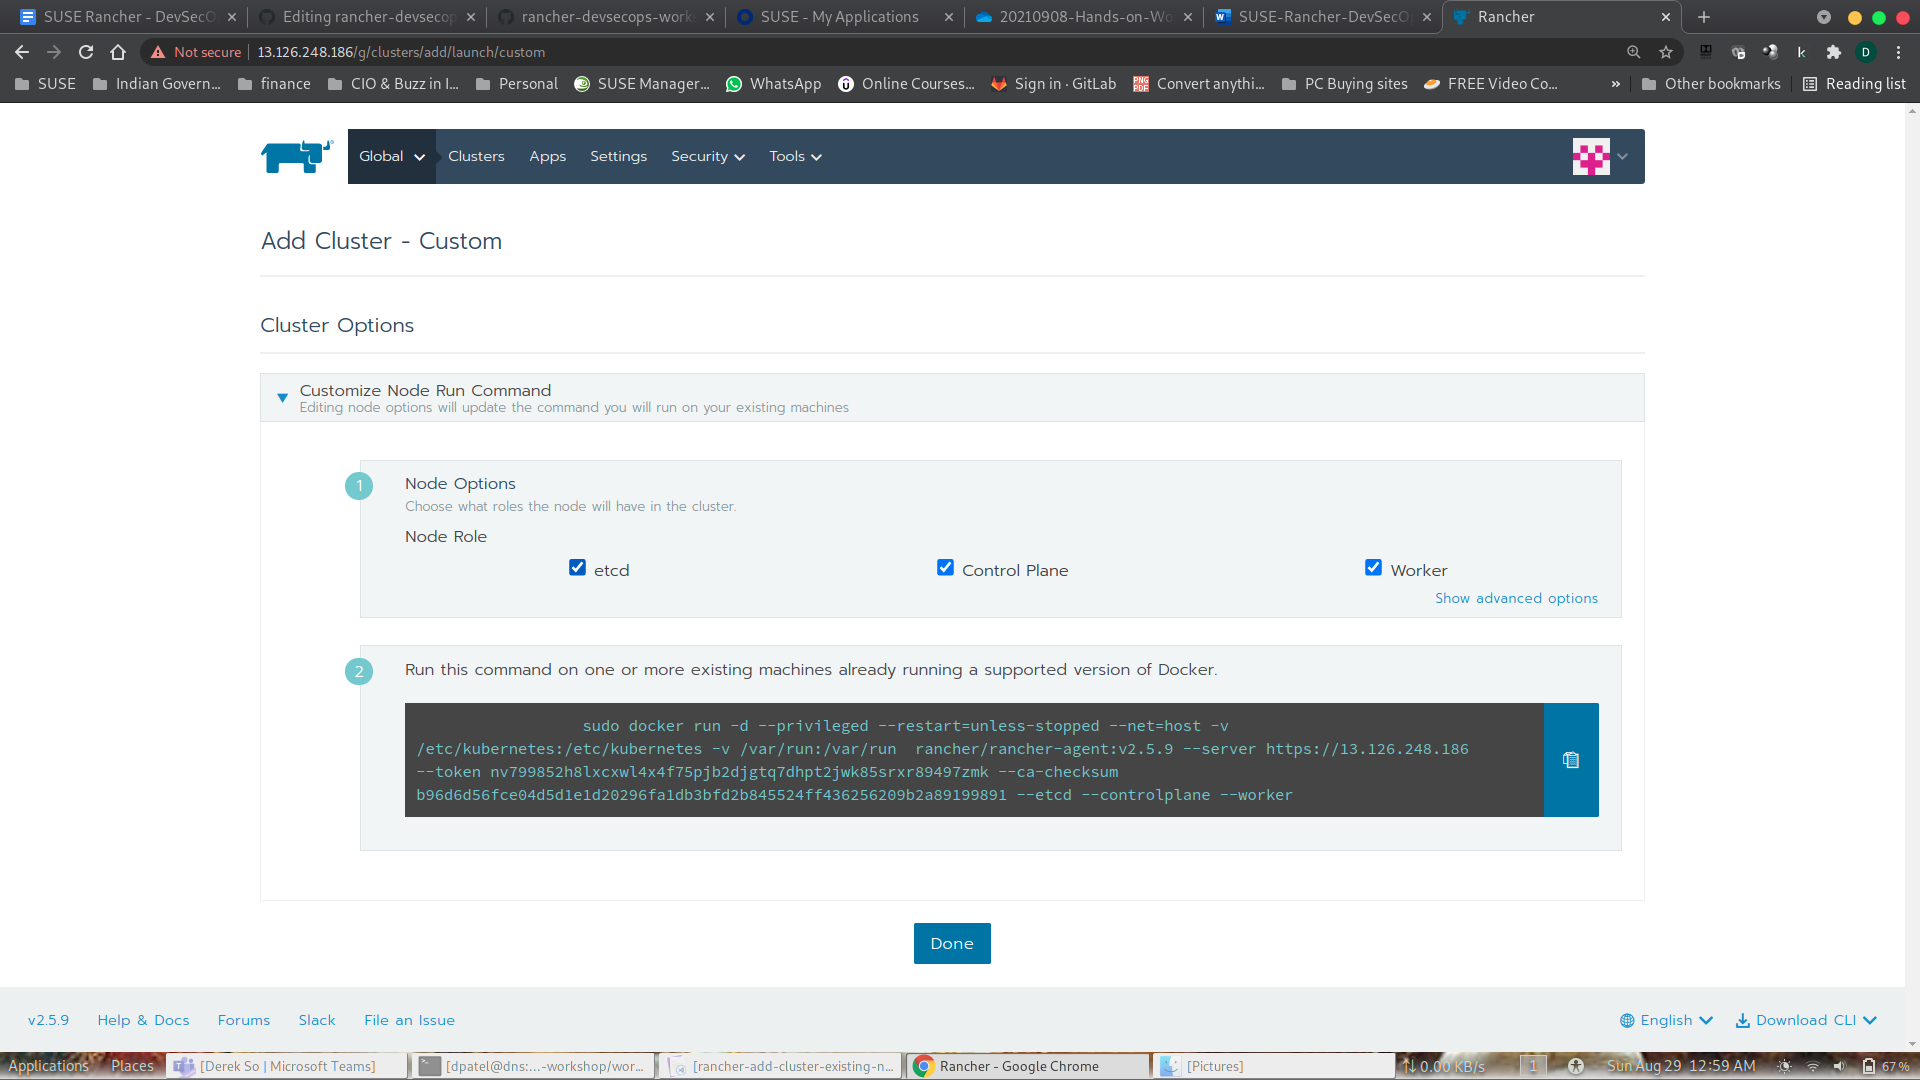 SUSE Rancher - DevSecO
Editing rancher-devsecop
rancher-devsecops-works
SUSE - My Applications
20210908-Hands-on-Wo
SUSE-Rancher-DevSecOp
Rancher
Not secure
13.126.248.186/g/clusters/add/launch/custom
D
SUSE
Indian Govern...
finance
CIO & Buzz in I...
Personal
SUSE Manager...
WhatsApp
Online Courses...
Sign in · GitLab
Convert anythi...
PC Buying sites
FREE Video Co...
»
Other bookmarks
Reading list
Global
Clusters
Apps
Settings
Security
Tools
Add Cluster - Custom
Cluster Options
Customize Node Run Command
Editing node options will update the command you will run on your existing machines
1
Node Options
Choose what roles the node will have in the cluster.
Node Role
etcd
Control Plane
Worker
Show advanced options
2
Run this command on one or more existing machines already running a supported version of Docker.
sudo docker run -d --privileged --restart=unless-stopped --net=host -v
/etc/kubernetes:/etc/kubernetes -v /var/run:/var/run rancher/rancher-agent:v2.5.9 --server https://13.126.248.186
--token nv799852h8lxcxwl4x4f75pjb2djgtq7dhpt2jwk85srxr89497zmk --ca-checksum
b96d6d56fce04d5d1e1d20296fa1db3bfd2b845524ff436256209b2a89199891 --etcd --controlplane --worker
Done
v2.5.9
Help & Docs
Forums
Slack
File an Issue
English
Download CLI
Applications
Places
[Derek So | Microsoft Teams]
[dpatel@dns:...-workshop/wor...
[rancher-add-cluster-existing-n...
Rancher - Google Chrome
[Pictures]
0.00 KB/s
1
Sun Aug 29 12:59 AM
67 %